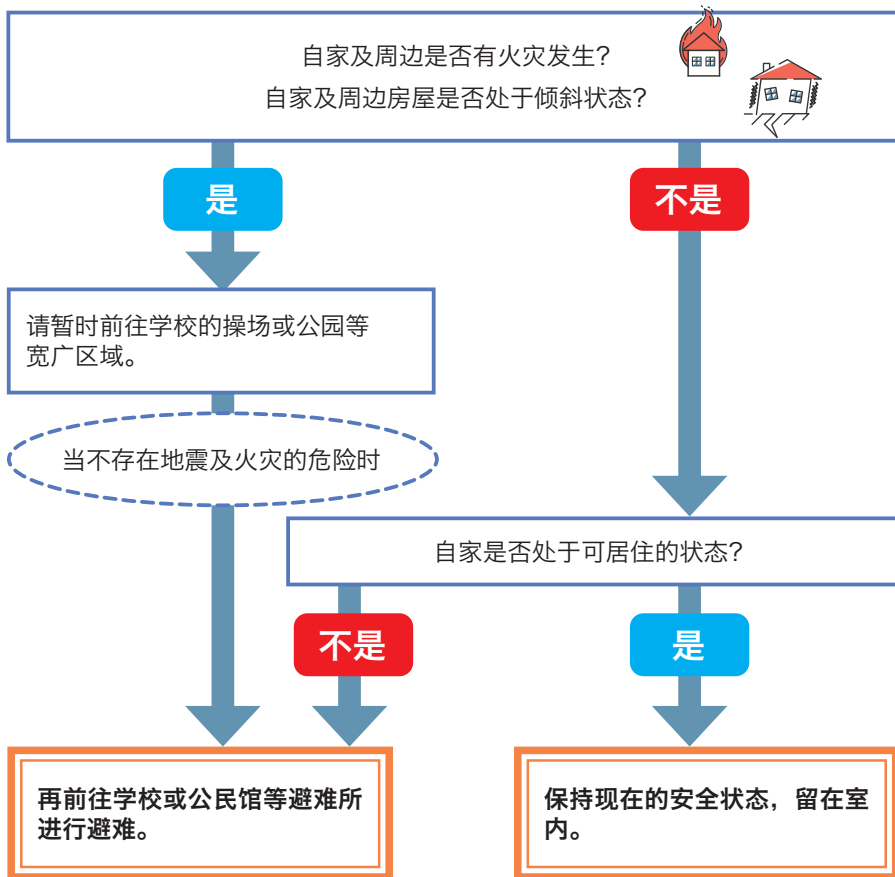 自家及周边是否有火灾发生?
自家及周边房屋是否处于倾斜状态?
是
不是
请暂时前往学校的操场或公园等
宽广区域。
当不存在地震及火灾的危险时
自家是否处于可居住的状态?
不是
是
再前往学校或公民馆等避难所
进行避难。
保持现在的安全状态，留在室
内。